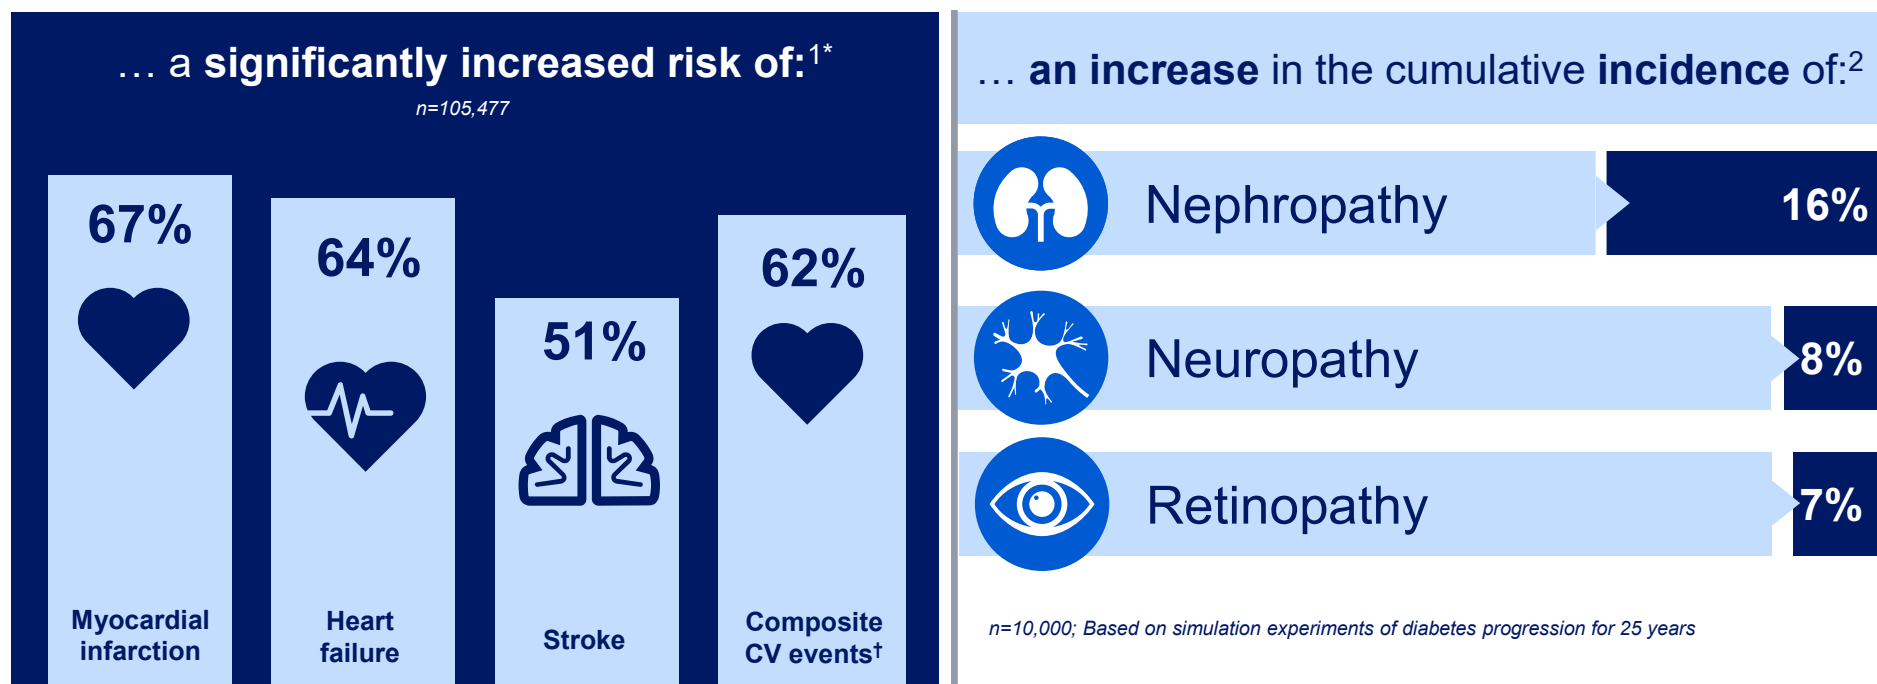 … a significantly increased risk of:1*
n=105,477
67%
64%
51%
62%
Myocardial
infarction
Heart
failure
Stroke
Composite
CV events†
… an increase in the cumulative incidence of:2
Nephropathy
16%
Neuropathy
8%
Retinopathy
7%
n=10,000; Based on simulation experiments of diabetes progression for 25 years